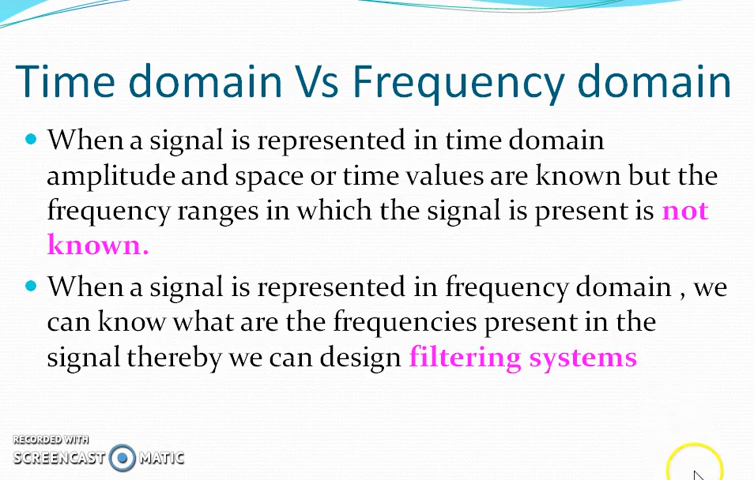 Time domain Vs Frequency domain
When a signal is represented in time domain
amplitude and space or time values are known but the
frequency ranges in which the signal is present is not
known.
When a signal is represented in frequency domain , we
can know what are the frequencies present in the
signal thereby we can design filtering systems
RECORDED WITH
SCREENCAST MATIC